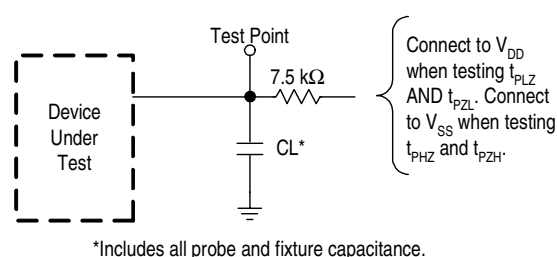 Test Point
7.5 kΩ
Device
Under
Test
CL*
Connect to VDD
when testing tPLZ
AND tPZL. Connect
to VSS when testing
tPHZ and tPZH.
*Includes all probe and fixture capacitance.